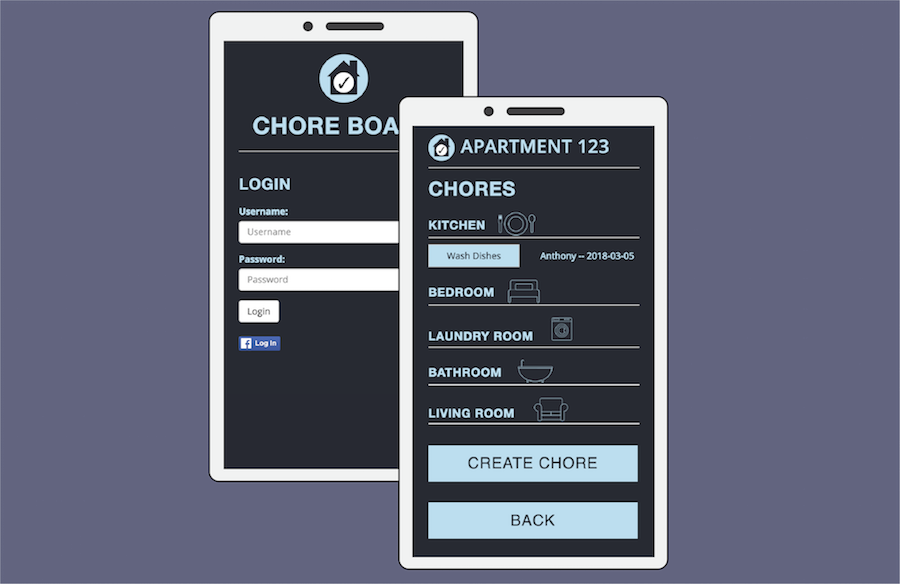 CHORE BOA
LOGIN
Username:
Username
Password:
Password
Login
f Log In
APARTMENT 123
CHORES
KITCHEN
Wash Dishes Anthony -- 2018-03-05
BEDROOM
LAUNDRY ROOM
BATHROOM
LIVING ROOM
CREATE CHORE
BACK